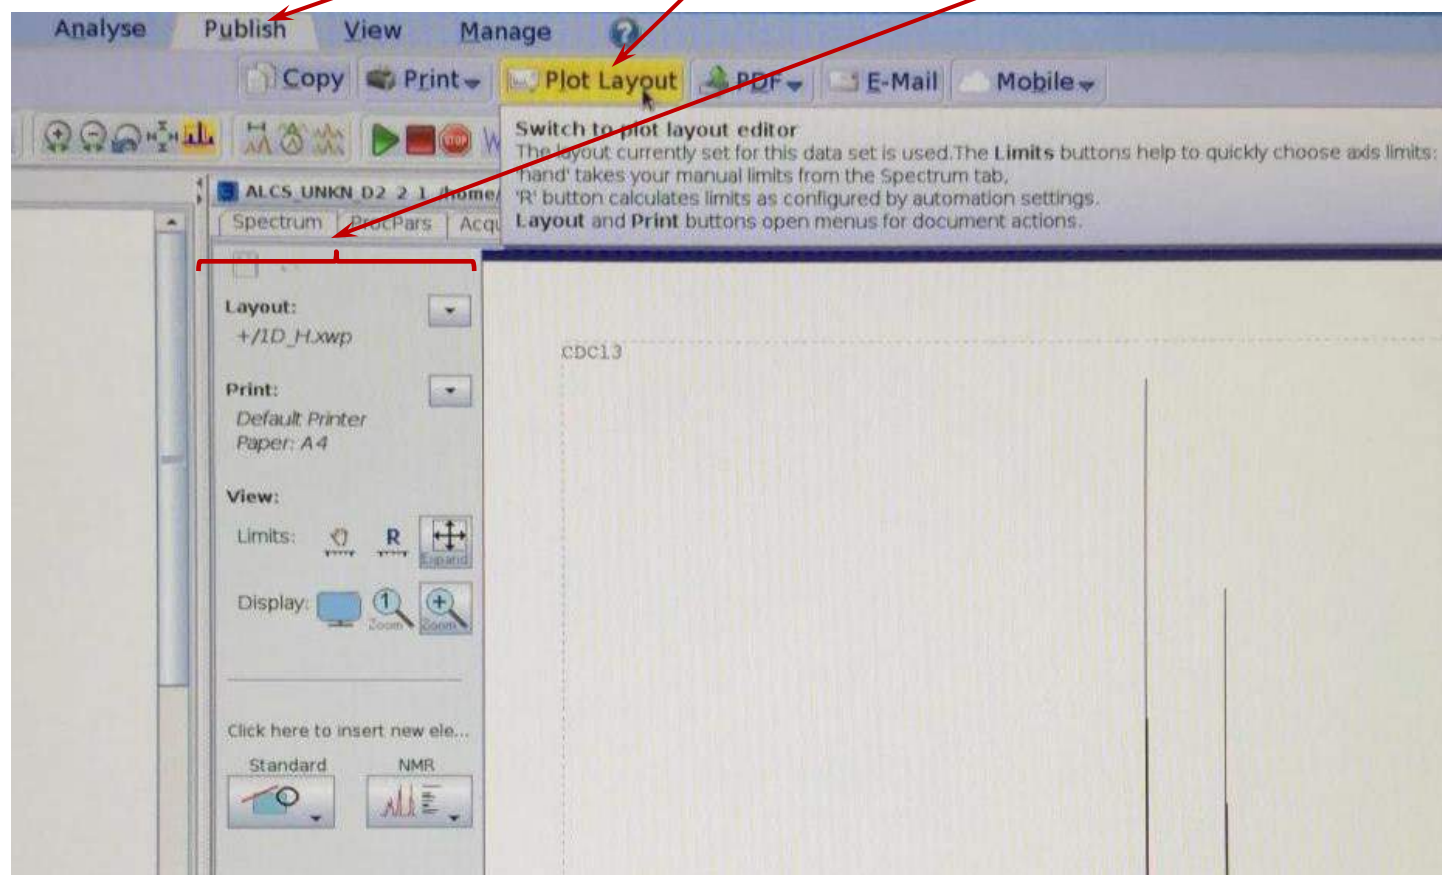 Analyse Publish View Manage ?
Copy Print Plot Layout PDF E-Mail Mobile
STOP
Switch to plot layout editor
The layout currently set for this data set is used.The Limits buttons help to quickly choose axis limits:
'hand' takes your manual limits from the Spectrum tab,
'R' button calculates limits as configured by automation settings.
Layout and Print buttons open menus for document actions.
3 ALCS_UNKN_D2 2 1 /home/
Spectrum ProcPars Acqu
Layout:
+/1D_H.xwp
Print:
Default Printer
Paper: A4
View:
Limits: R
Expand
Display: 1
Zoom Zoom
Click here to insert new ele...
Standard NMR
CDCl3